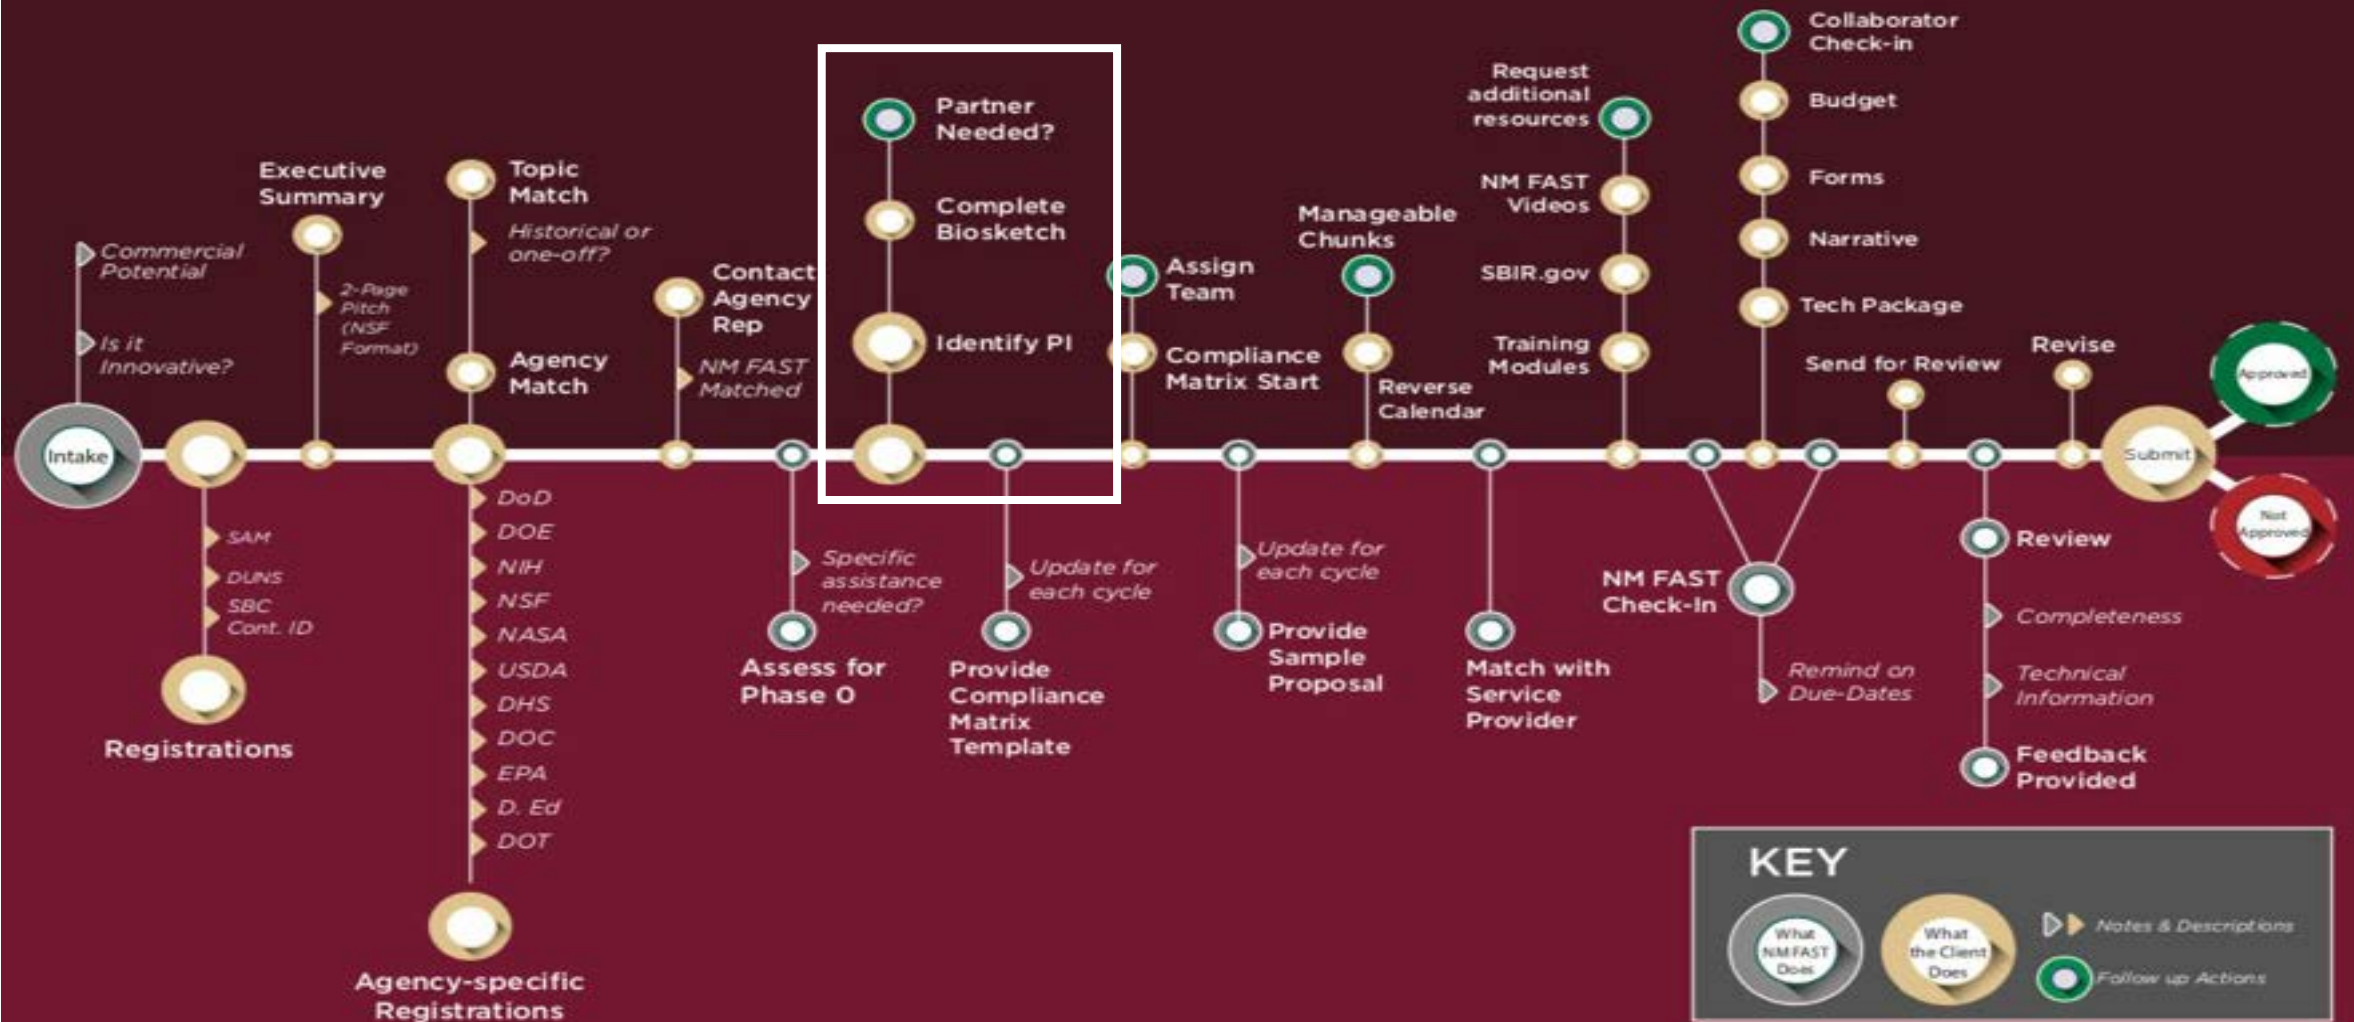 Intake
Commercial
Potential
Is it
Innovative?
SAM
DUNS
SBC
Cont. ID
Registrations
Executive
Summary
2-Page
Pitch
(NSF
Format)
Topic
Match
Historical or
one-off?
Agency
Match
DoD
DOE
NIH
NSF
NASA
USDA
DHS
DOC
EPA
D. Ed
DOT
Agency-specific
Registrations
Contact
Agency
Rep
NM FAST
Matched
Specific
assistance
needed?
Assess for
Phase 0
Partner
Needed?
Complete
Biosketch
Identify PI
Update for
each cycle
Provide
Compliance
Matrix
Template
Assign
Team
Compliance
Matrix Start
Update for
each cycle
Provide
Sample
Proposal
Manageable
Chunks
Reverse
Calendar
Match with
Service
Provider
Request
additional
resources
NM FAST
Videos
SBIR.gov
Training
Modules
NM FAST
Check-In
Remind on
Due-Dates
Collaborator
Check-in
Budget
Forms
Narrative
Tech Package
Send for Review
Review
Completeness
Technical
Information
Feedback
Provided
Revise
Submit
Approved
Not
Approved
KEY
What
NM FAST
Does
What
the Client
Does
Notes & Descriptions
Follow up Actions